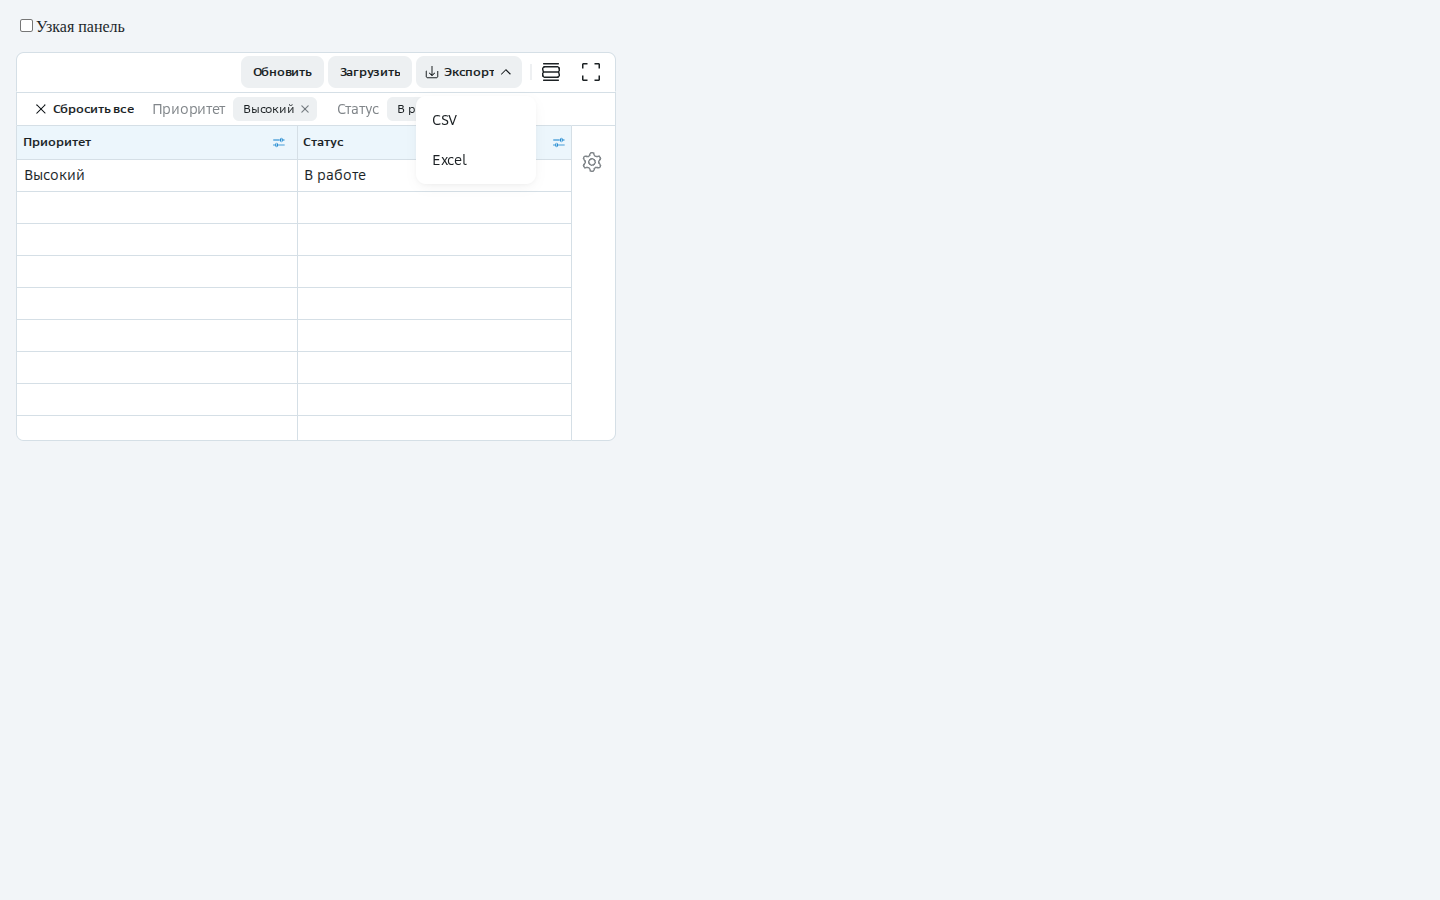 Узкая панель
Обновить Загрузить Экспорт
Сбросить все Приоритет Высокий Статус
CSV
Приоритет Статус
Excel
Высокий В работе